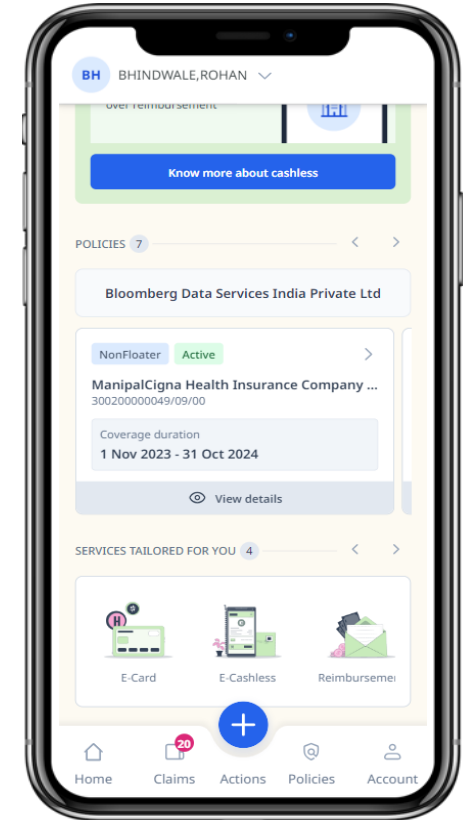 BH BHINDWALE,ROHAN
over reimbursement
Know more about cashless
POLICIES 7
Bloomberg Data Services India Private Ltd
NonFloater Active
ManipalCigna Health Insurance Company ...
300200000049/09/00
Coverage duration
1 Nov 2023 - 31 Oct 2024
View details
SERVICES TAILORED FOR YOU 4
H
E-Card E-Cashless Reimburseme
20
Home Claims Actions Policies Account